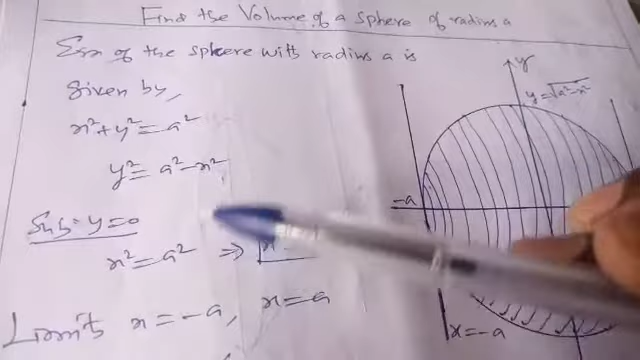 Find the Volume of a sphere of radius a
Eqn of the sphere with radius a is
Given by,
x²+y²=a²
y²= a²-x²
Sub: y=0
x²=a² ⇒
Limits x=-a, x=a
y
y=√a²-x²
-a
x=-a